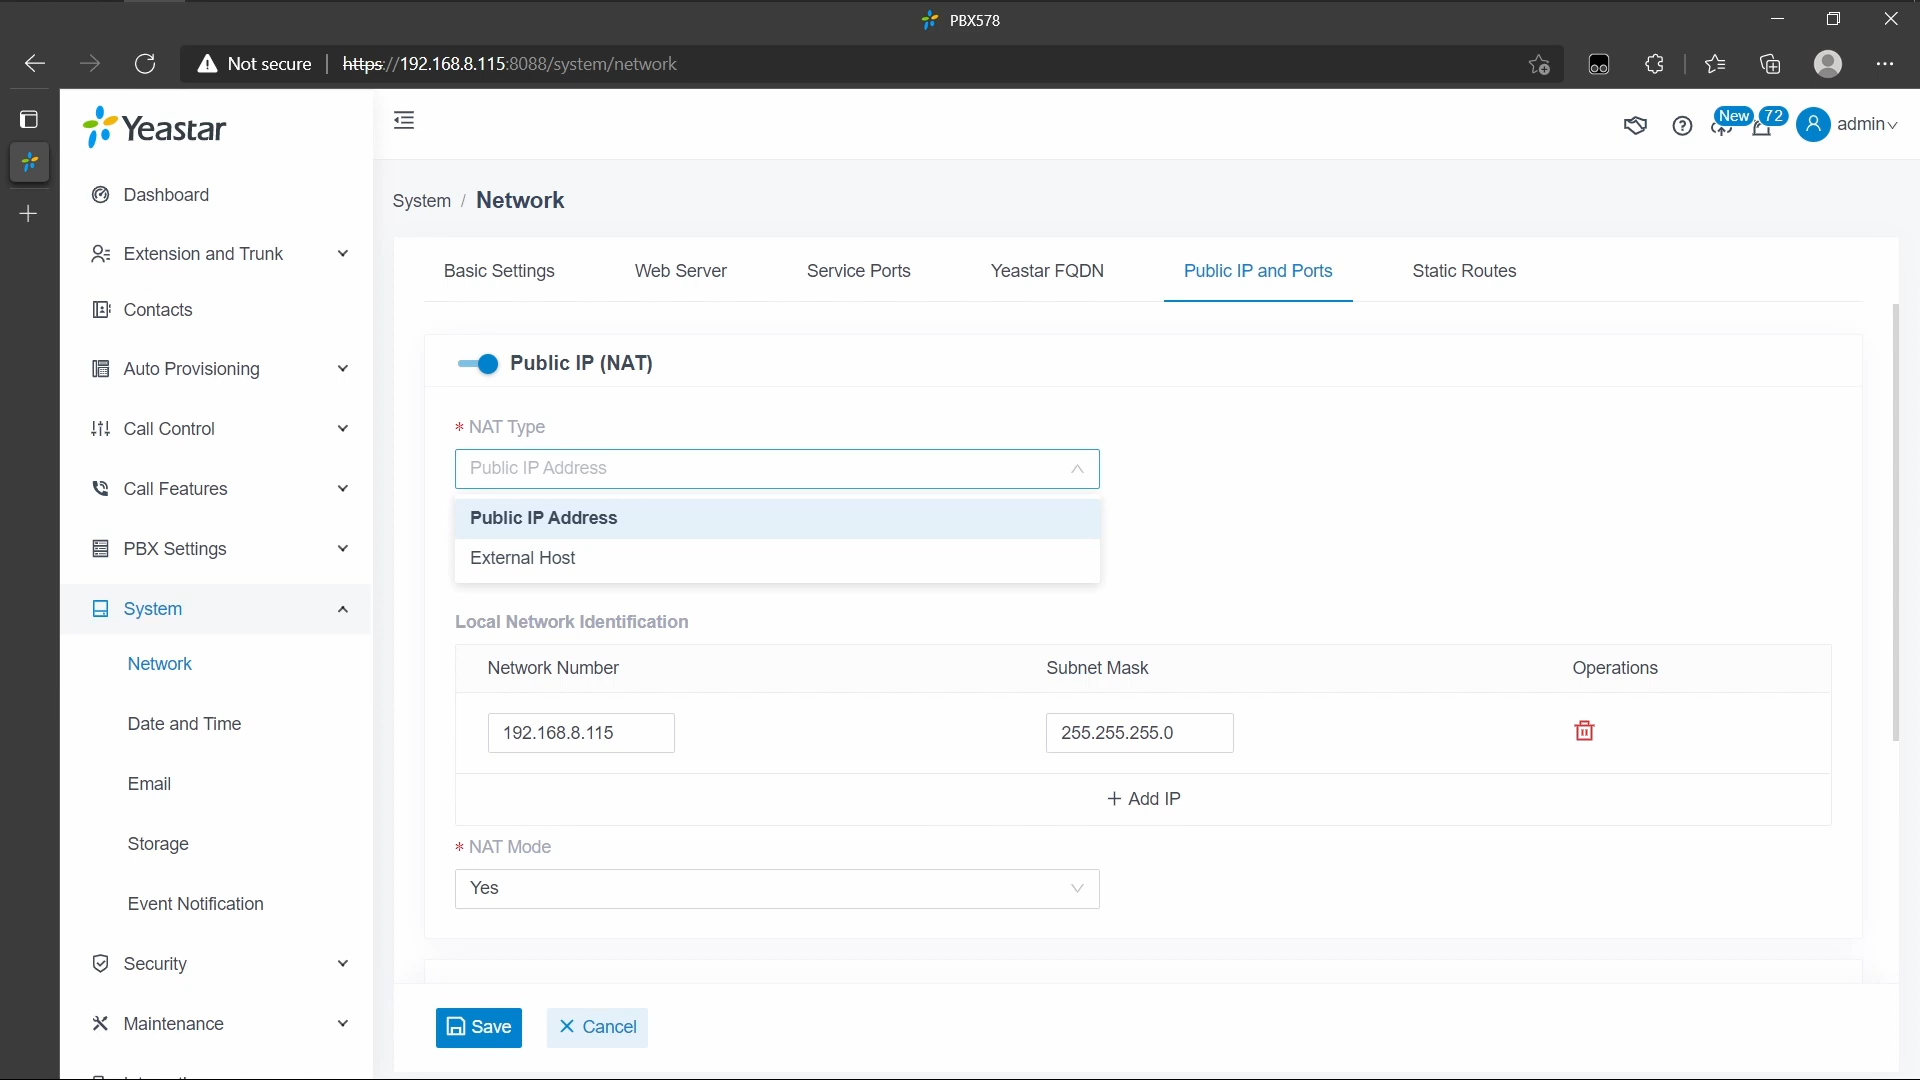 PBX578
Not secure
https://192.168.8.115:8088/system/network
Yeastar
New
72
admin
Dashboard
Extension and Trunk
Contacts
Auto Provisioning
Call Control
Call Features
PBX Settings
System
Network
Date and Time
Email
Storage
Event Notification
Security
Maintenance
System / Network
Basic Settings
Web Server
Service Ports
Yeastar FQDN
Public IP and Ports
Static Routes
Public IP (NAT)
* NAT Type
Public IP Address
Public IP Address
External Host
Local Network Identification
Network Number
Subnet Mask
Operations
192.168.8.115
255.255.255.0
+ Add IP
* NAT Mode
Yes
Save
Cancel